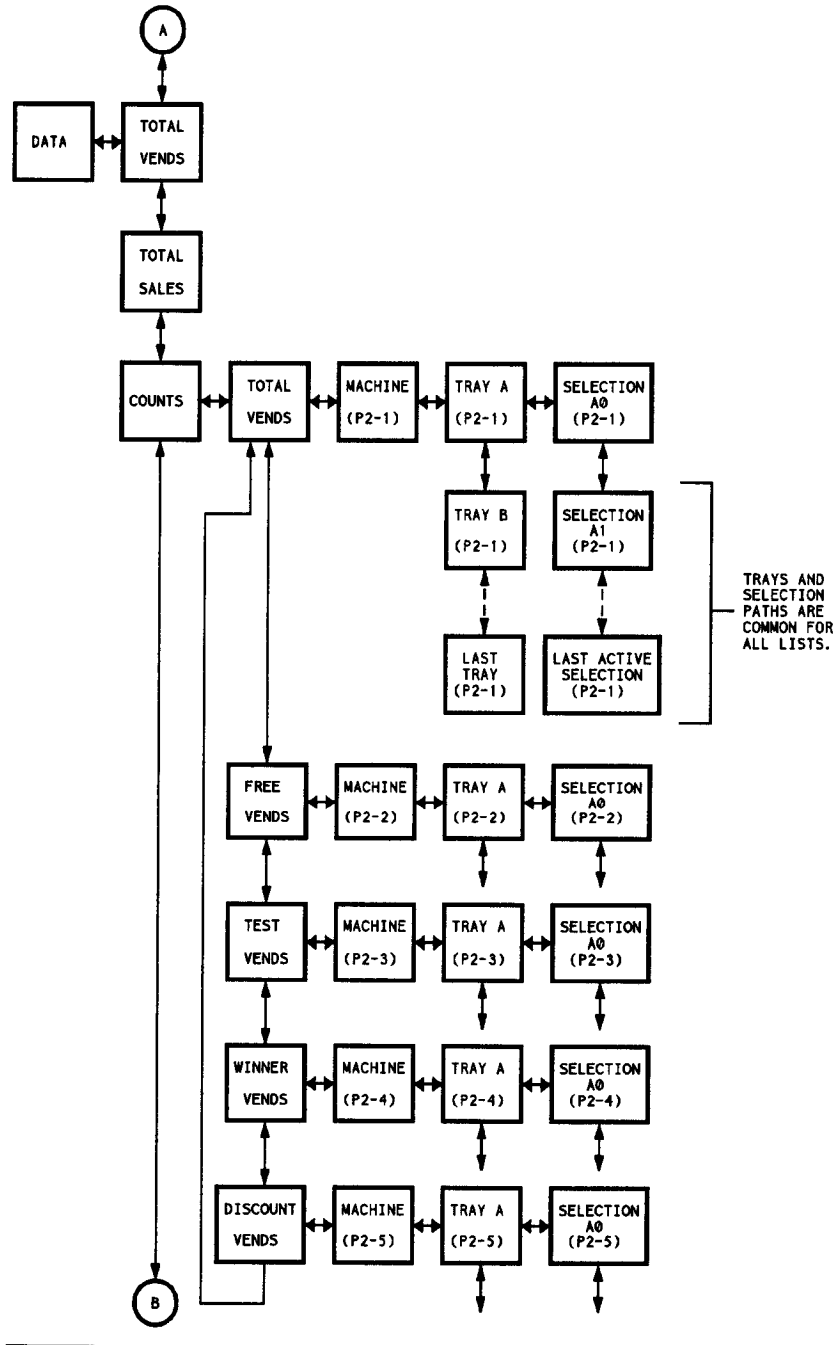 A
DATA
TOTAL
VENDS
TOTAL
SALES
COUNTS
TOTAL
VENDS
MACHINE
(P2-1)
TRAY A
(P2-1)
SELECTION
A0
(P2-1)
TRAY B
(P2-1)
SELECTION
A1
(P2-1)
TRAYS AND
SELECTION
PATHS ARE
COMMON FOR
ALL LISTS.
LAST
TRAY
(P2-1)
LAST ACTIVE
SELECTION
(P2-1)
FREE
VENDS
MACHINE
(P2-2)
TRAY A
(P2-2)
SELECTION
A0
(P2-2)
TEST
VENDS
MACHINE
(P2-3)
TRAY A
(P2-3)
SELECTION
A0
(P2-3)
WINNER
VENDS
MACHINE
(P2-4)
TRAY A
(P2-4)
SELECTION
A0
(P2-4)
DISCOUNT
VENDS
MACHINE
(P2-5)
TRAY A
(P2-5)
SELECTION
A0
(P2-5)
B